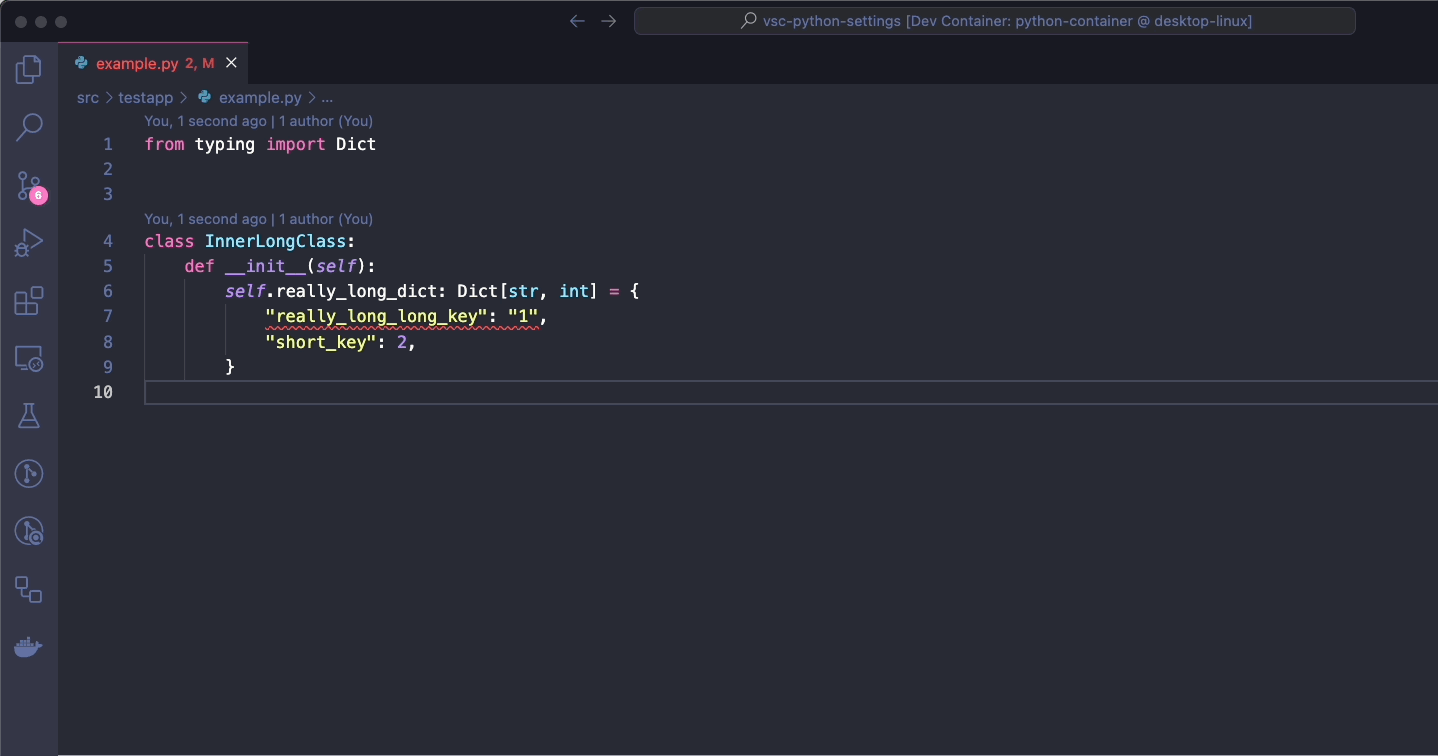 vsc-python-settings [Dev Container: python-container @ desktop-linux]
example.py 2, M
src > testapp > example.py > ...
You, 1 second ago | 1 author (You)
1 from typing import Dict
2
3
You, 1 second ago | 1 author (You)
4 class InnerLongClass:
5 def __init__(self):
6 self.really_long_dict: Dict[str, int] = {
7 "really_long_long_key": "1",
8 "short_key": 2,
9 }
10
6